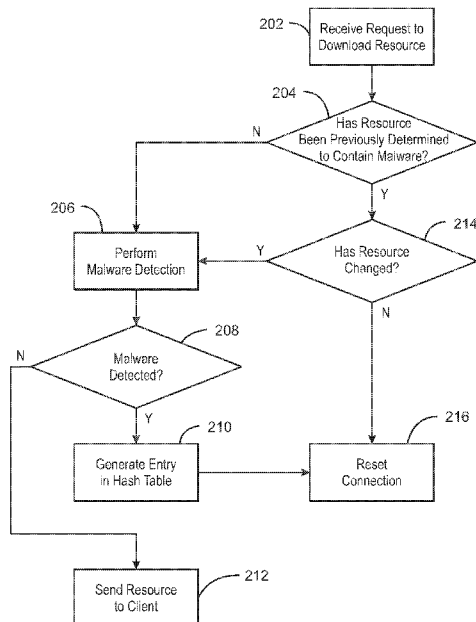 202
Receive Request to
Download Resource
204
Has Resource
Been Previously Determined
to Contain Malware?
N
Y
206
214
Perform
Malware Detection
Y
Has Resource
Changed?
N
208
N
Malware
Detected?
Y
210
216
Generate Entry
in Hash Table
Reset
Connection
Send Resource
to Client
212